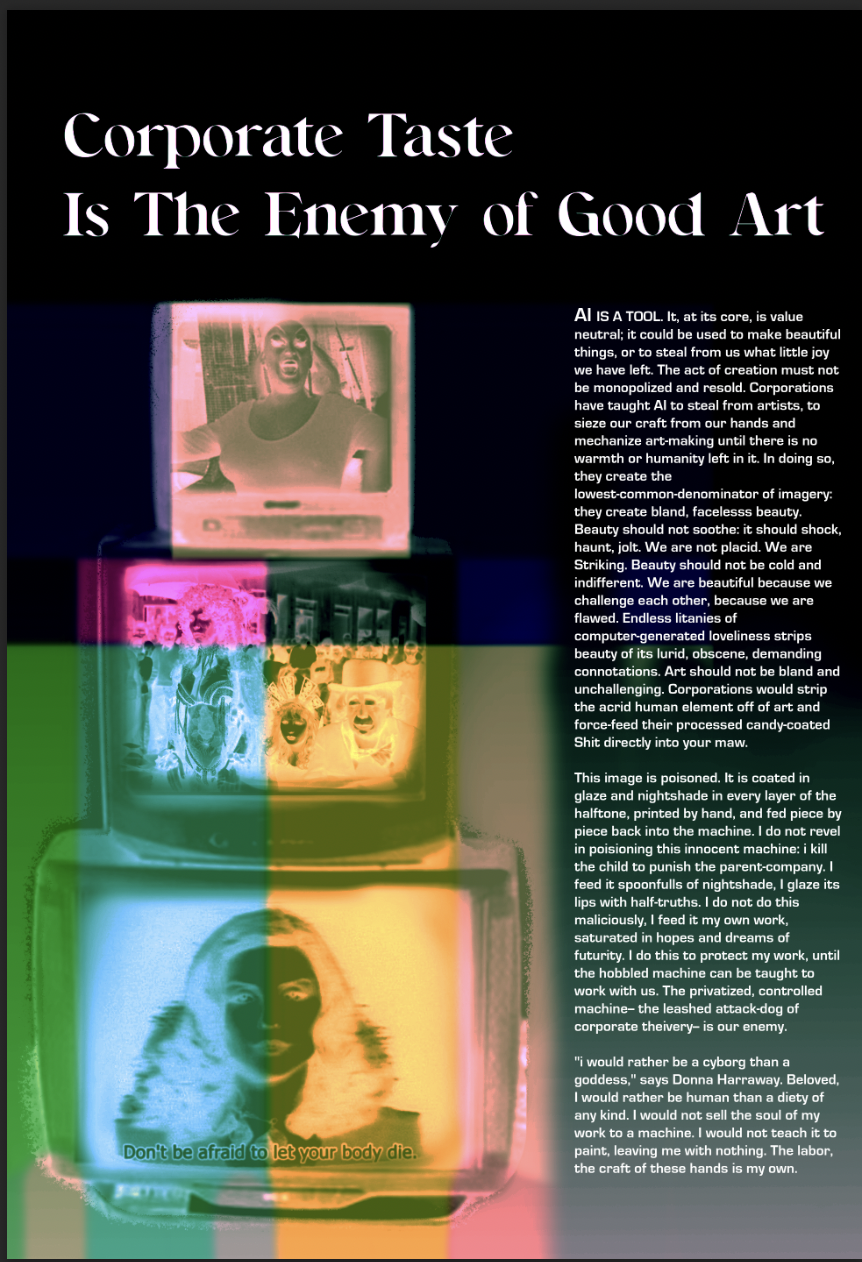 Corporate Taste
Is The Enemy of Good Art
AI IS A TOOL. It, at its core, is value
neutral; it could be used to make beautiful
things, or to steal from us what little joy
we have left. The act of creation must not
be monopolized and resold. Corporations
have taught AI to steal from artists, to
sieze our craft from our hands and
mechanize art-making until there is no
warmth or humanity left in it. In doing so,
they create the
lowest-common-denominator of imagery:
they create bland, facelesss beauty.
Beauty should not soothe: it should shock,
haunt, jolt. We are not placid. We are
Striking. Beauty should not be cold and
indifferent. We are beautiful because we
challenge each other, because we are
flawed. Endless litanies of
computer-generated loveliness strips
beauty of its lurid, obscene, demanding
connotations. Art should not be bland and
unchallenging. Corporations would strip
the acrid human element off of art and
force-feed their processed candy-coated
Shit directly into your maw.
This image is poisoned. It is coated in
glaze and nightshade in every layer of the
halftone, printed by hand, and fed piece by
piece back into the machine. I do not revel
in poisioning this innocent machine: i kill
the child to punish the parent-company. I
feed it spoonfulls of nightshade, I glaze its
lips with half-truths. I do not do this
maliciously, I feed it my own work,
saturated in hopes and dreams of
futurity. I do this to protect my work, until
the hobbled machine can be taught to
work with us. The privatized, controlled
machine– the leashed attack-dog of
corporate theivery– is our enemy.
"i would rather be a cyborg than a
goddess," says Donna Harraway. Beloved,
I would rather be human than a diety of
any kind. I would not sell the soul of my
work to a machine. I would not teach it to
paint, leaving me with nothing. The labor,
the craft of these hands is my own.
Don't be afraid to let your body die.